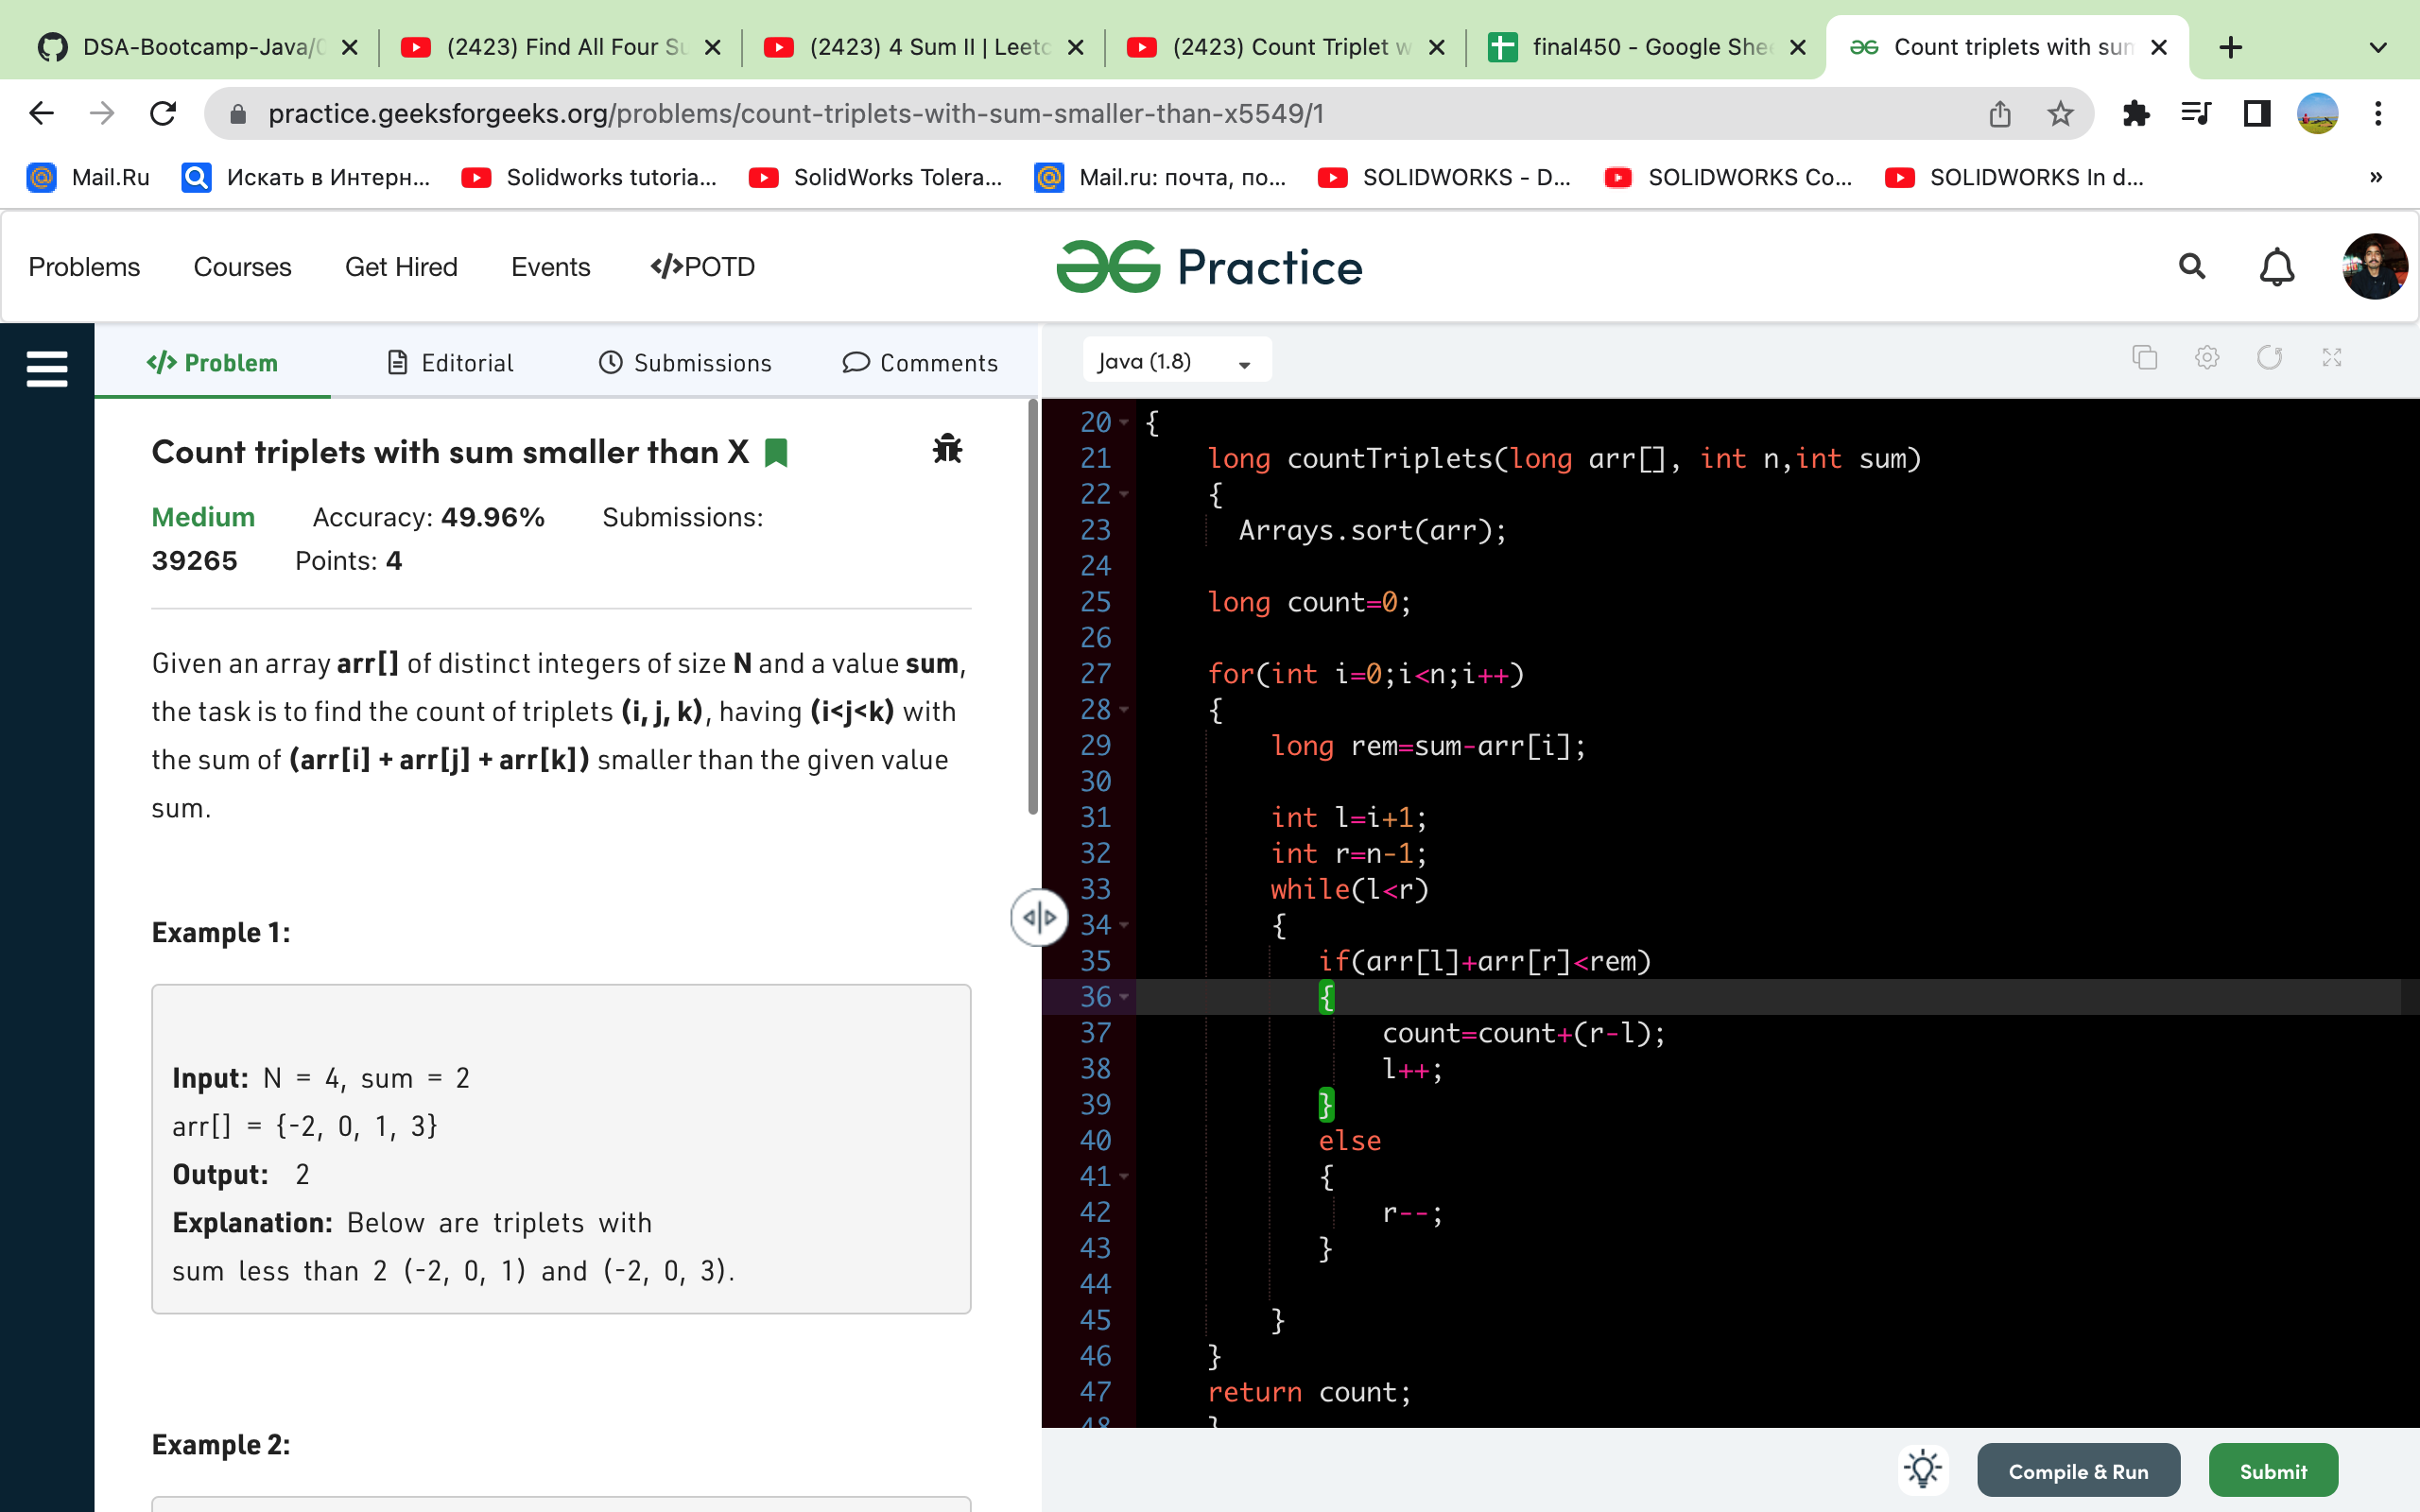 DSA-Bootcamp-Java/
(2423) Find All Four Su
(2423) 4 Sum II | Leetc
(2423) Count Triplet w
final450 - Google Shee
Count triplets with sum
practice.geeksforgeeks.org/problems/count-triplets-with-sum-smaller-than-x5549/1
Mail.Ru
Искать в Интерн...
Solidworks tutoria...
SolidWorks Tolera...
Mail.ru: почта, по...
SOLIDWORKS - D...
SOLIDWORKS Co...
SOLIDWORKS In d...
»
Problems Courses Get Hired Events </>POTD
Practice
</> Problem Editorial Submissions Comments
Count triplets with sum smaller than X
Medium Accuracy: 49.96% Submissions:
39265 Points: 4
Given an array arr[] of distinct integers of size N and a value sum,
the task is to find the count of triplets (i, j, k), having (i<j<k) with
the sum of (arr[i] + arr[j] + arr[k]) smaller than the given value
sum.
Example 1:
Input: N = 4, sum = 2
arr[] = {-2, 0, 1, 3}
Output: 2
Explanation: Below are triplets with
sum less than 2 (-2, 0, 1) and (-2, 0, 3).
Example 2:
Java (1.8)
20 {
21 long countTriplets(long arr[], int n,int sum)
22 {
23 Arrays.sort(arr);
24
25 long count=0;
26
27 for(int i=0;i<n;i++)
28 {
29 long rem=sum-arr[i];
30
31 int l=i+1;
32 int r=n-1;
33 while(l<r)
34 {
35 if(arr[l]+arr[r]<rem)
36 {
37 count=count+(r-l);
38 l++;
39 }
40 else
41 {
42 r--;
43 }
44
45 }
46 }
47 return count;
48 }
Compile & Run
Submit